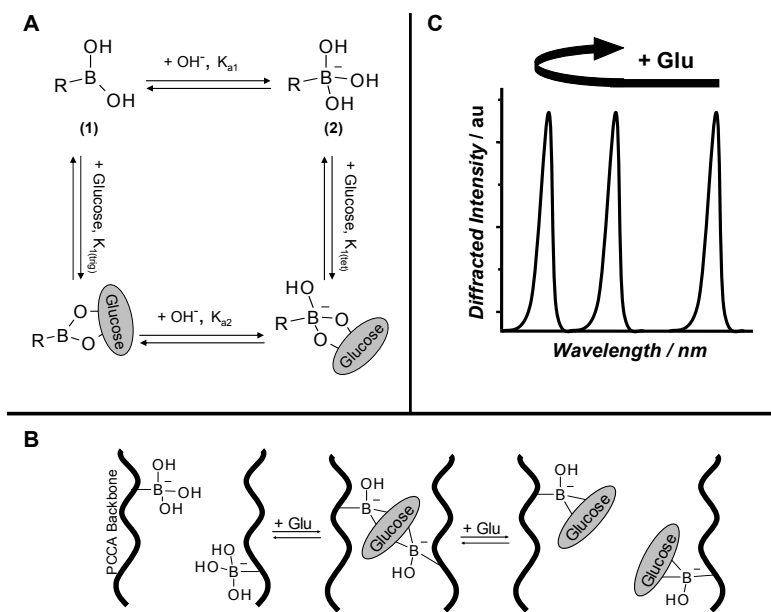 A
OH
B
R
OH
(1)
+ OH⁻, Ka1
OH
B
–
R
OH
OH
(2)
+ Glucose, K1(trig)
+ Glucose, K1(tet)
O
Glucose
B
R
O
+ OH⁻, Ka2
HO
B
–
R
O
O
Glucose
C
+ Glu
Diffracted Intensity / au
Wavelength / nm
B
PCCA Backbone
OH
B
–
OH
OH
HO
HO
B
–
OH
OH
+ Glu
OH
B
–
Glucose
B
–
HO
+ Glu
OH
B
–
Glucose
Glucose
B
–
HO